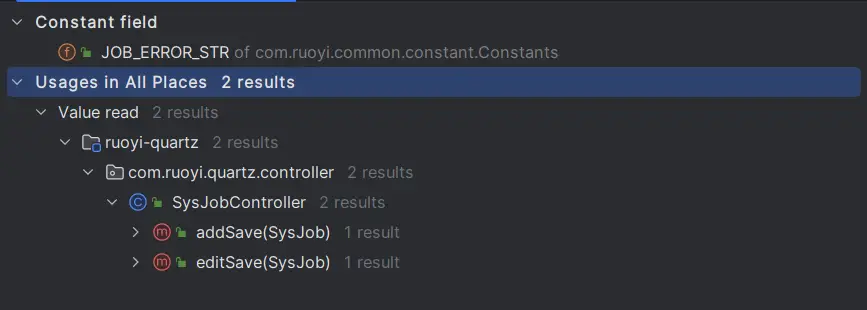 Constant field
JOB_ERROR_STR of com.ruoyi.common.constant.Constants
Usages in All Places 2 results
Value read 2 results
ruoyi-quartz 2 results
com.ruoyi.quartz.controller 2 results
SysJobController 2 results
addSave(SysJob) 1 result
editSave(SysJob) 1 result